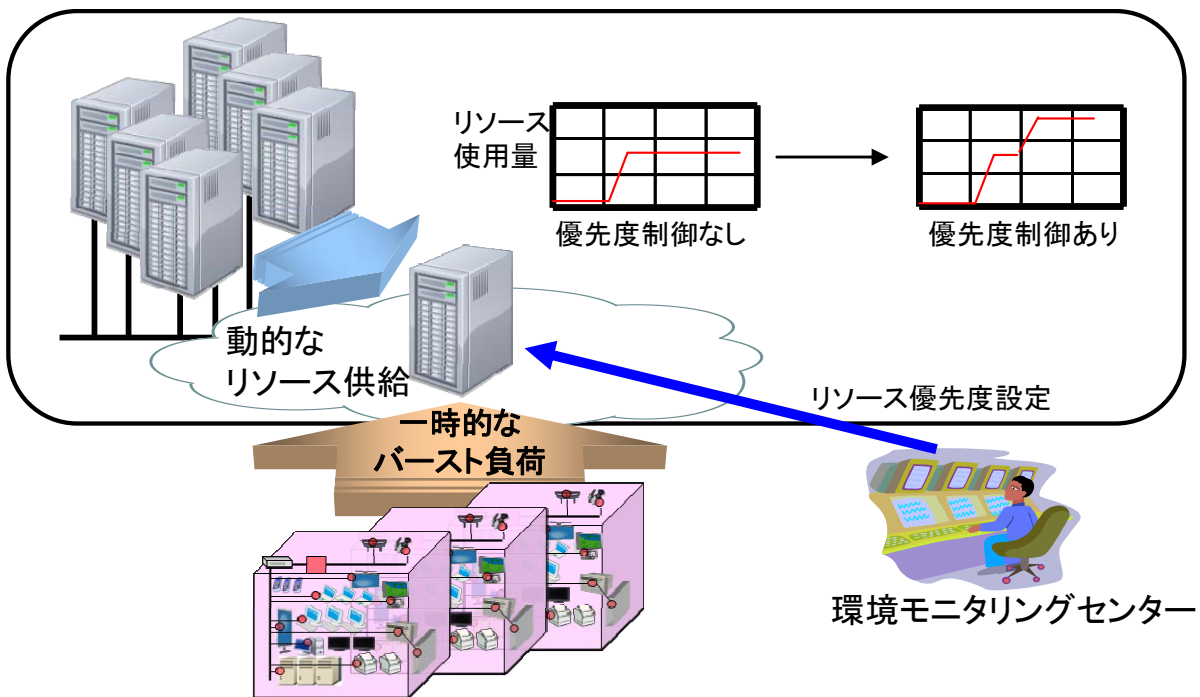 リソース
使用量
優先度制御なし
優先度制御あり
動的な
リソース供給
リソース優先度設定
一時的な
バースト負荷
環境モニタリングセンター